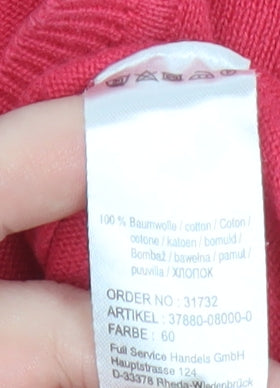 100 % Baumwolle / cotton / Coton /
cotone / katoen / bomuld /
Bombaž / bawełna / pamut /
puuvilla / ХЛОПОК
ORDER NO : 31732
ARTIKEL : 37880-08000-0
FARBE : 60
Full Service Handels GmbH
Hauptstrasse 124
D-33378 Rheda-Wiedenbrück